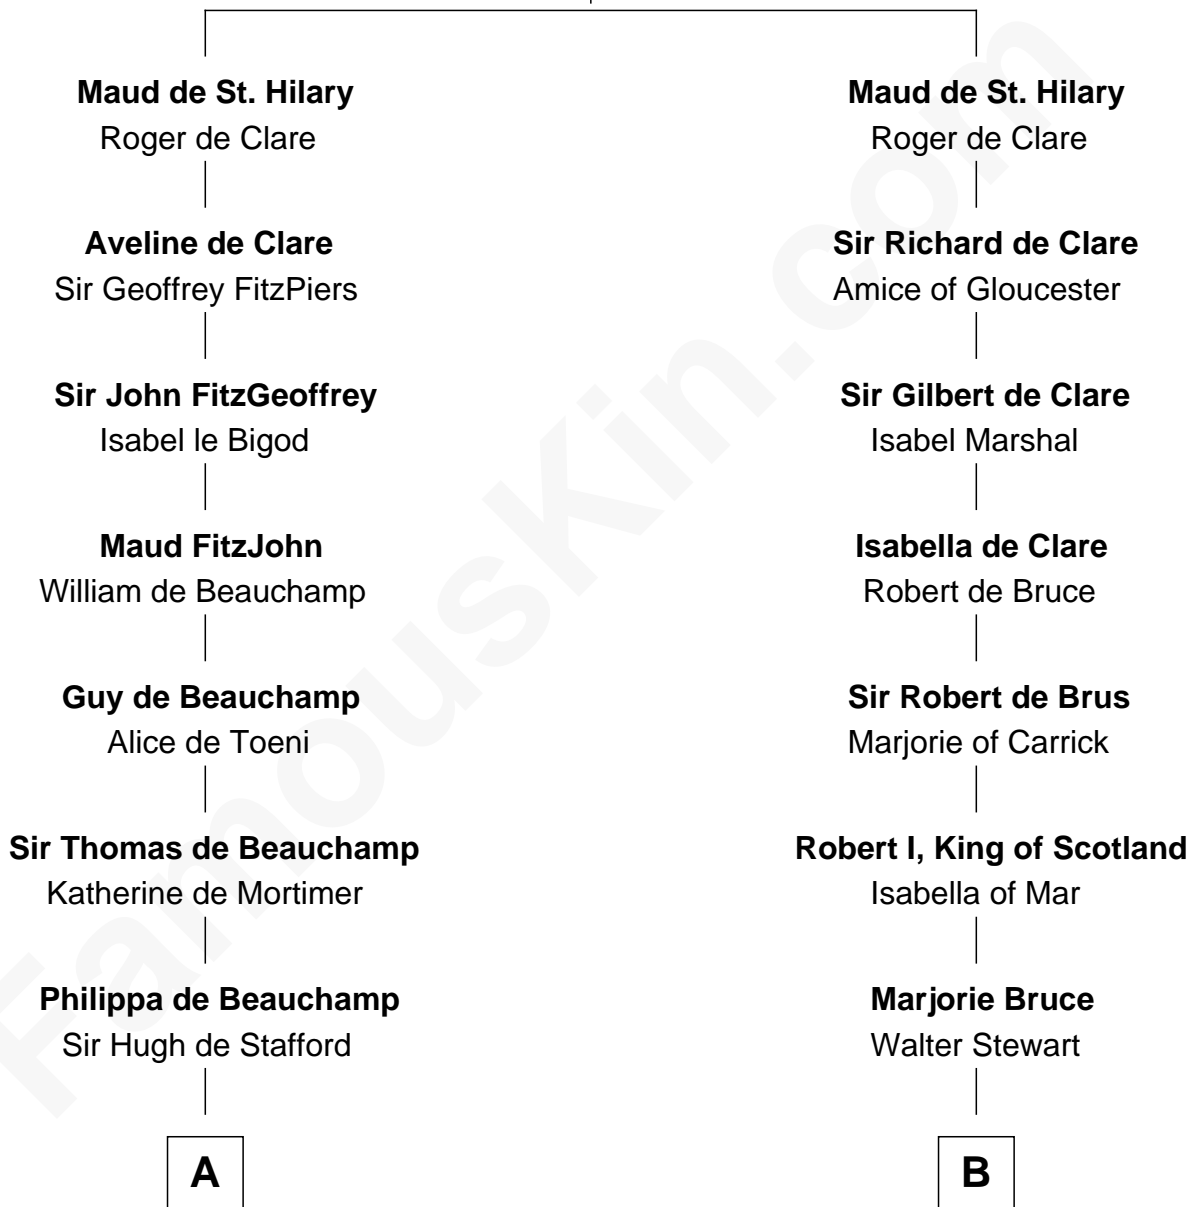 Maud de St. Hilary
Roger de Clare
Aveline de Clare
Sir Geoffrey FitzPiers
Sir John FitzGeoffrey
Isabel le Bigod
Maud FitzJohn
William de Beauchamp
Guy de Beauchamp
Alice de Toeni
Sir Thomas de Beauchamp
Katherine de Mortimer
Philippa de Beauchamp
Sir Hugh de Stafford
A
Maud de St. Hilary
Roger de Clare
Sir Richard de Clare
Amice of Gloucester
Sir Gilbert de Clare
Isabel Marshal
Isabella de Clare
Robert de Bruce
Sir Robert de Brus
Marjorie of Carrick
Robert I, King of Scotland
Isabella of Mar
Marjorie Bruce
Walter Stewart
B
FamousKin.com